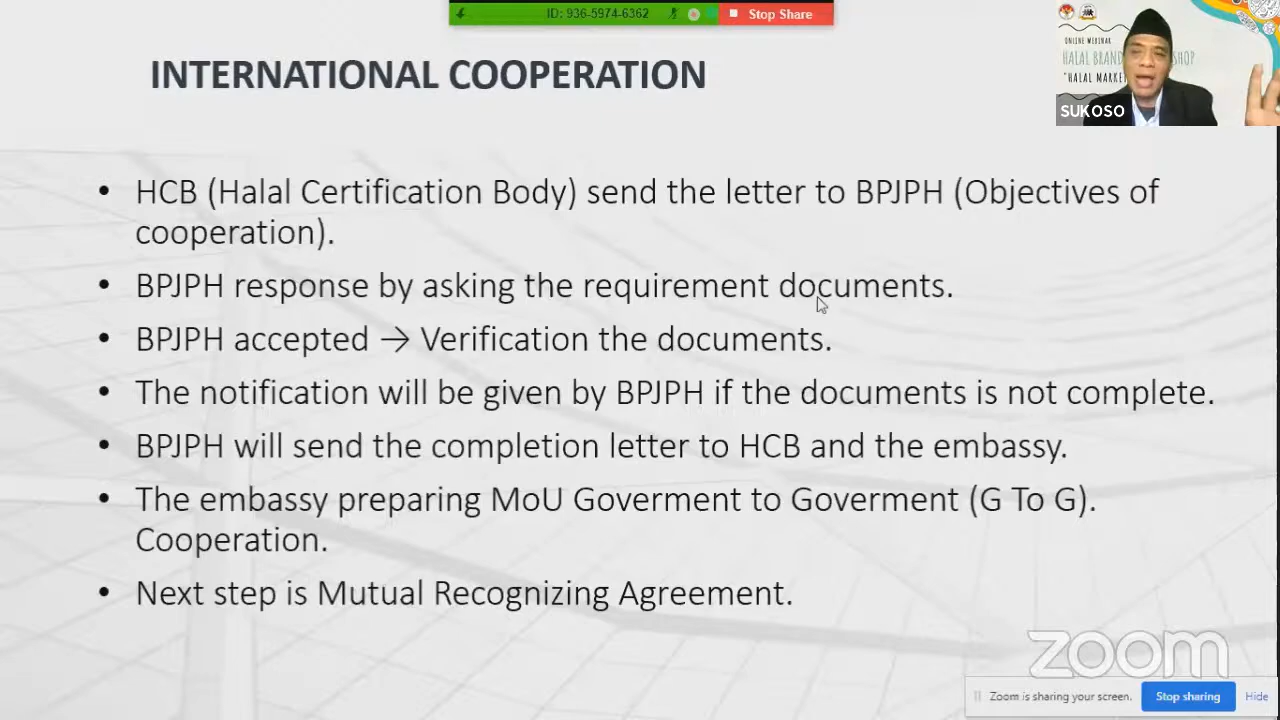 ID: 936-5974-6362
Stop Share
INTERNATIONAL COOPERATION
ONLINE WEBINAR
HALAL BRAND
SHOP
"HALAL MARKE
SUKOSO
• HCB (Halal Certification Body) send the letter to BPJPH (Objectives of
cooperation).
• BPJPH response by asking the requirement documents.
• BPJPH accepted → Verification the documents.
• The notification will be given by BPJPH if the documents is not complete.
• BPJPH will send the completion letter to HCB and the embassy.
• The embassy preparing MoU Goverment to Goverment (G To G).
Cooperation.
• Next step is Mutual Recognizing Agreement.
zoom
Zoom is sharing your screen.
Stop sharing
Hide